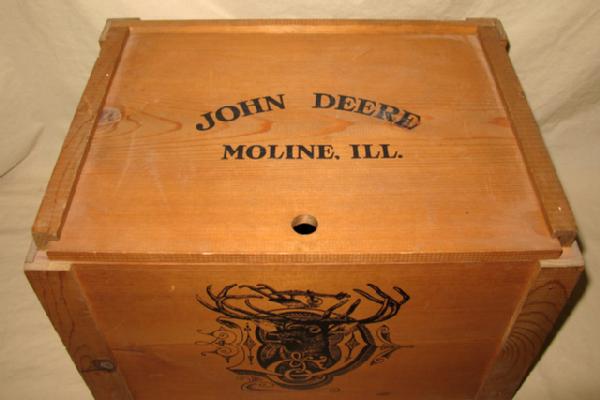 JOHN DEERE
MOLINE, ILL.